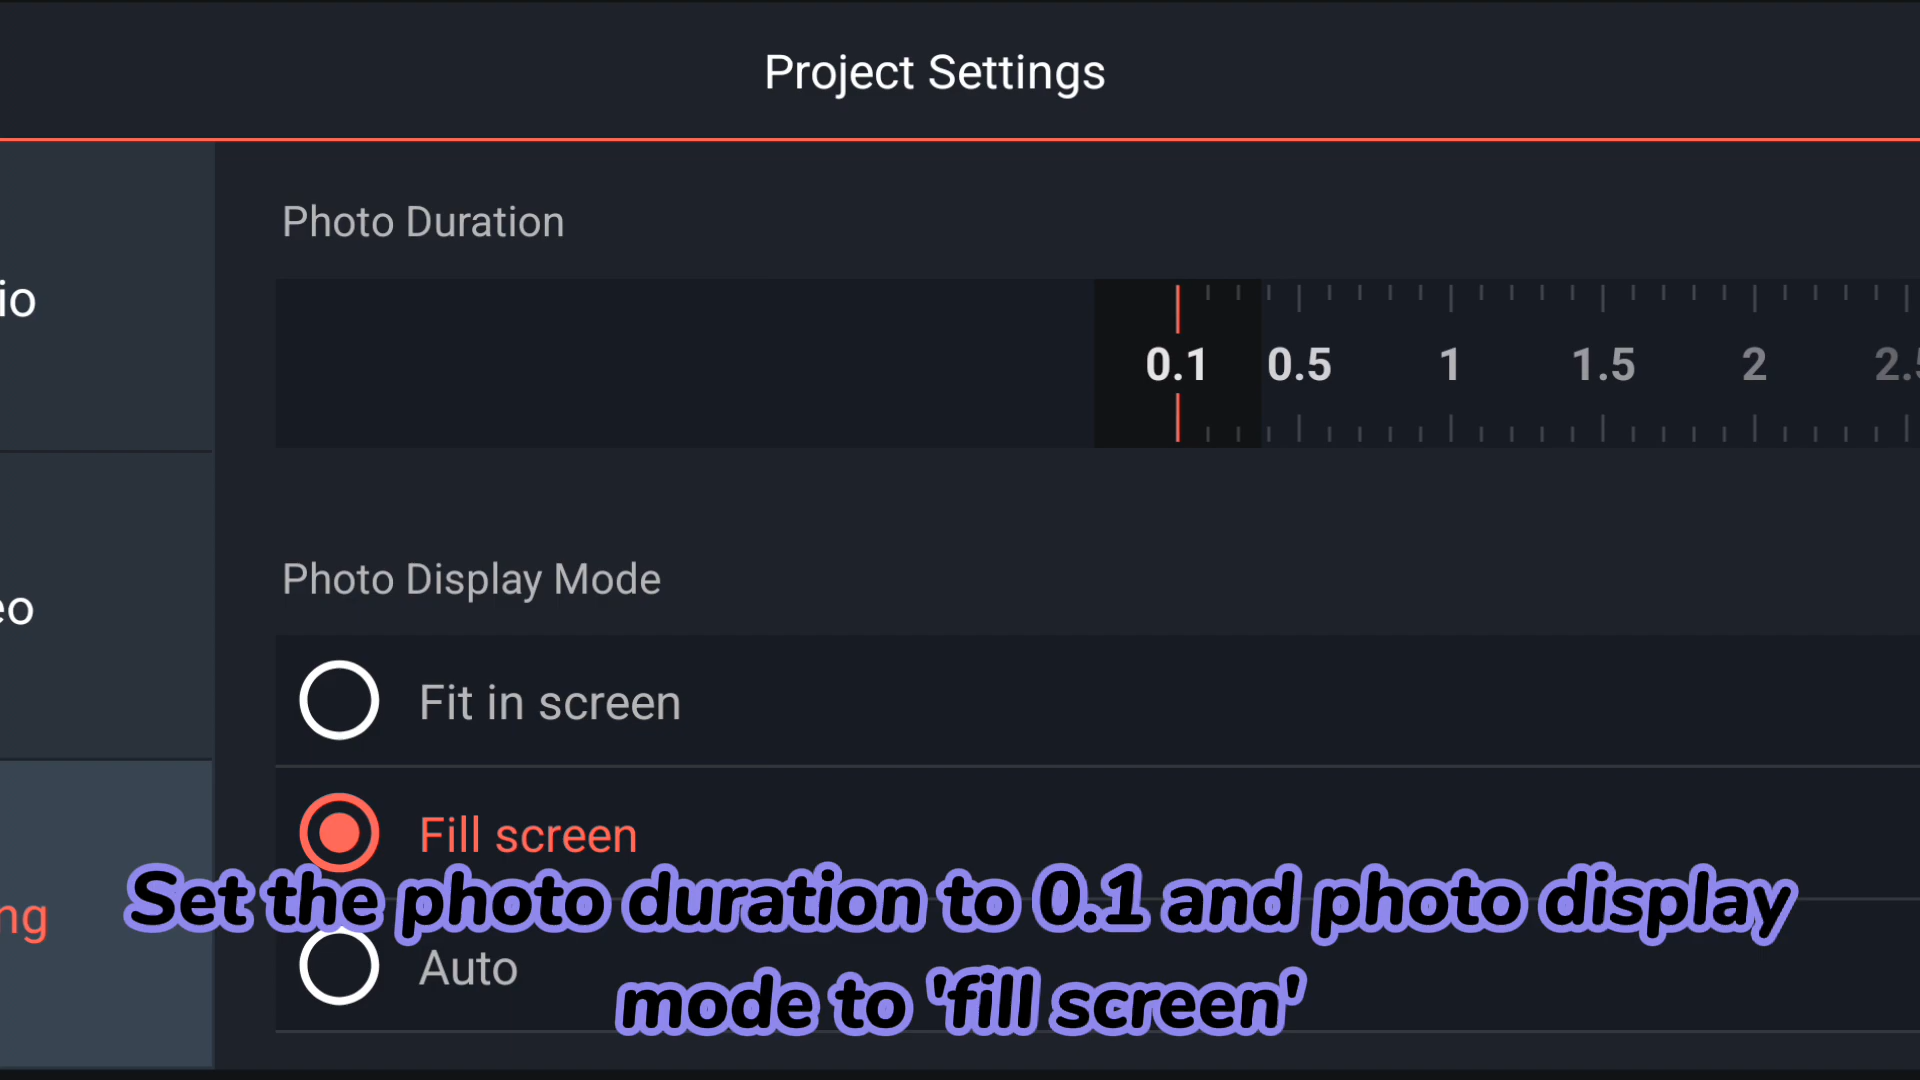 Project Settings
Photo Duration
io
0.1 0.5 1 1.5 2 2.5
Photo Display Mode
eo
Fit in screen
Fill screen
Set the photo duration to 0.1 and photo display
mode to 'fill screen'
ng
Auto